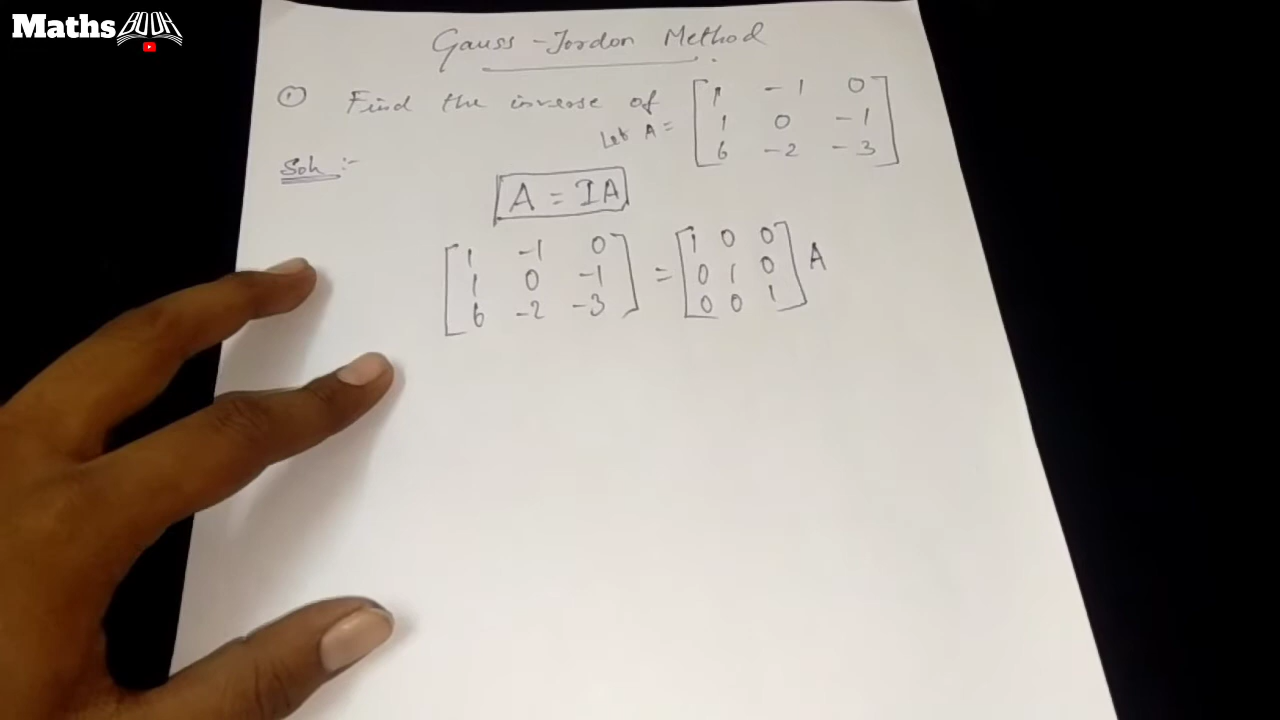 Maths BOOK
Gauss-Jordon Method
① Find the inverse of [1 -1 0
Let A = 1 0 -1
6 -2 -3]
Soln :-
A = IA
[1 -1 0 = [1 0 0 A
1 0 -1 0 1 0
6 -2 -3] 0 0 1]